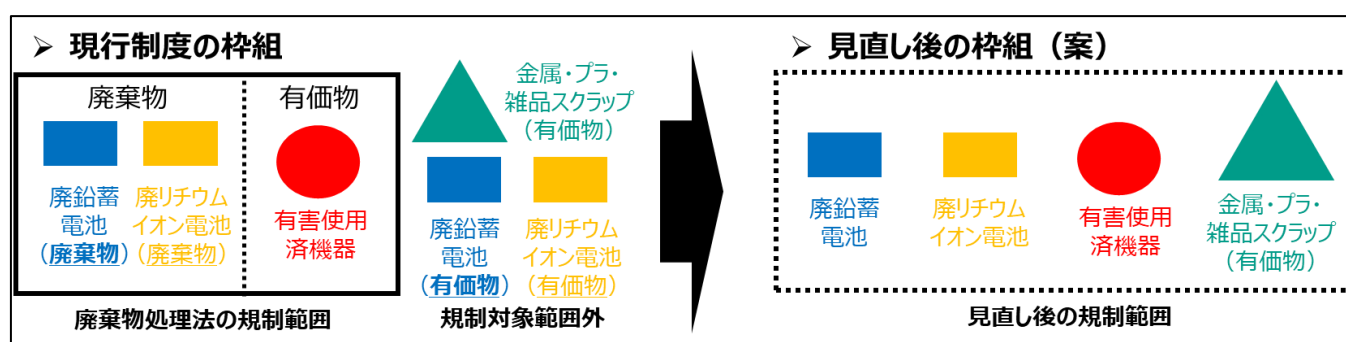 ➢ 現行制度の枠組
廃棄物
有価物
廃鉛蓄
電池
(廃棄物)
廃リチウム
イオン電池
(廃棄物)
有害使用
済機器
廃棄物処理法の規制範囲
金属・プラ・
雑品スクラップ
(有価物)
廃鉛蓄
電池
(有価物)
廃リチウム
イオン電池
(有価物)
規制対象範囲外
➢ 見直し後の枠組（案）
廃鉛蓄
電池
廃リチウム
イオン電池
有害使用
済機器
金属・プラ・
雑品スクラップ
(有価物)
見直し後の規制範囲